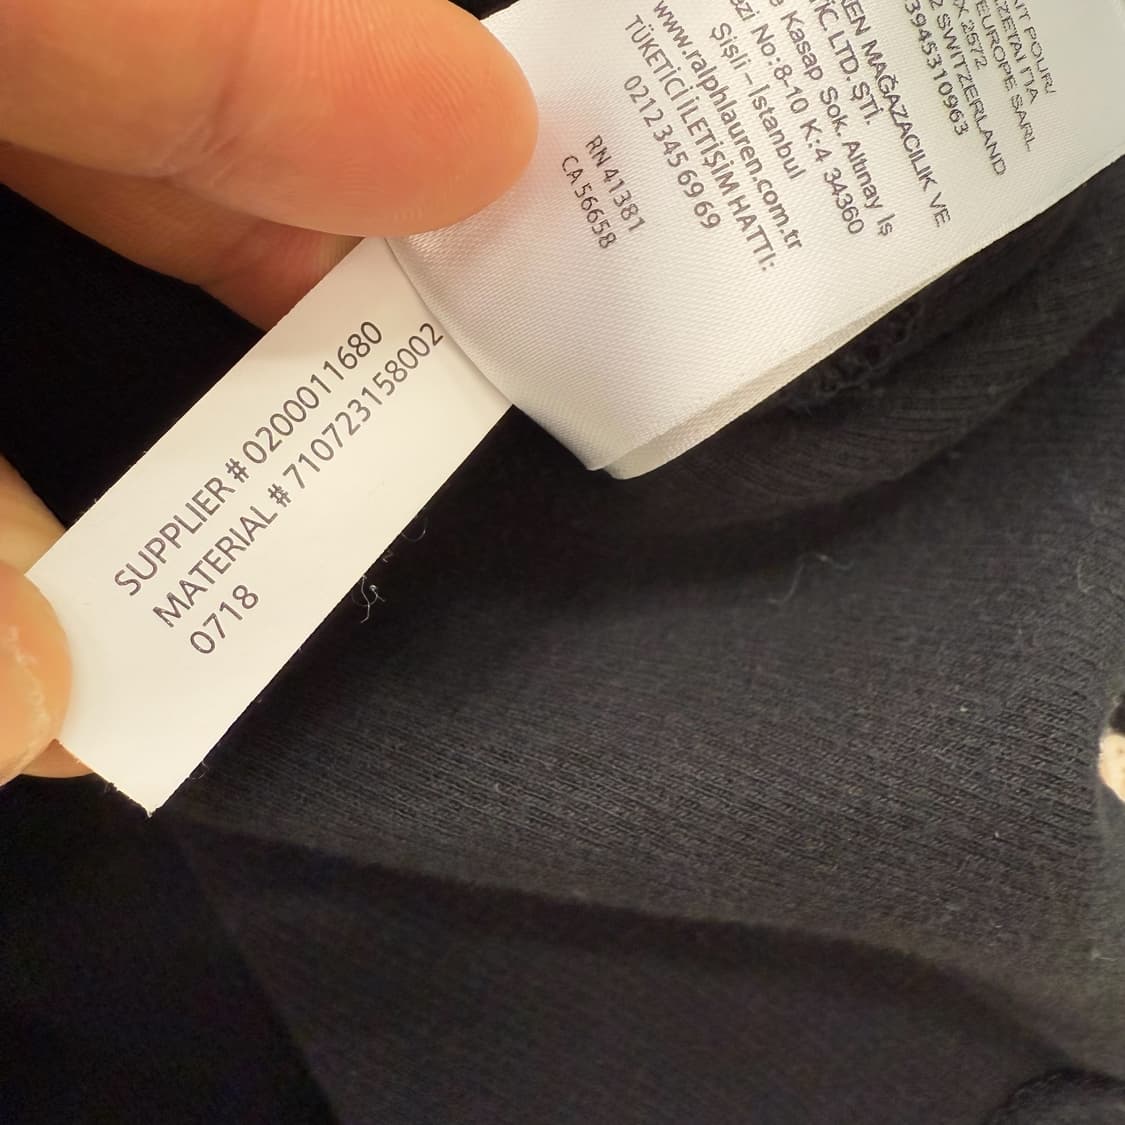 SUPPLIER # 0200011680
MATERIAL # 710723158002
0718
POUR/
2572
EUROPE SARL
SWITZERLAND
3945310963
MAĞAZACILIK VE
LTD. ŞTİ.
Kasap Sok. Altınay İş
No:8-10 K:4 34360
Şişli – İstanbul
www.ralphlauren.com.tr
TÜKETİCİ İLETİŞİM HATTI:
0212 345 69 69
RN 41381
CA 56658